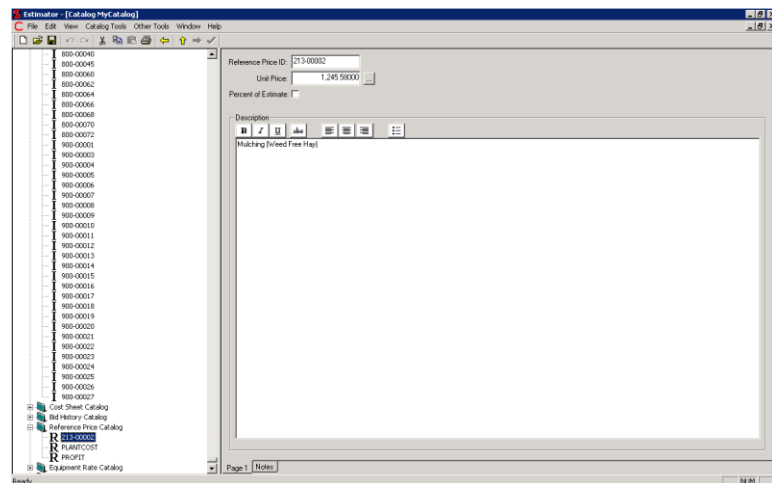 Estimator - [Catalog MyCatalog]
File Edit View Catalog Tools Other Tools Window Help
800-00040
800-00045
800-00060
800-00062
800-00064
800-00066
800-00068
800-00070
800-00072
900-00001
900-00003
900-00004
900-00005
900-00006
900-00007
900-00008
900-00009
900-00010
900-00011
900-00012
900-00013
900-00014
900-00015
900-00016
900-00017
900-00018
900-00019
900-00020
900-00021
900-00022
900-00023
900-00024
900-00025
900-00026
900-00027
Cost Sheet Catalog
Bid History Catalog
Reference Price Catalog
R 213-00002
R PLANTCOST
R PROFIT
Equipment Rate Catalog
Reference Price ID: 213-00002
Unit Price: 1,245.58000 ...
Percent of Estimate:
Description
B I U abc
Mulching (Weed Free Hay)
Page 1 Notes
Ready
NUM